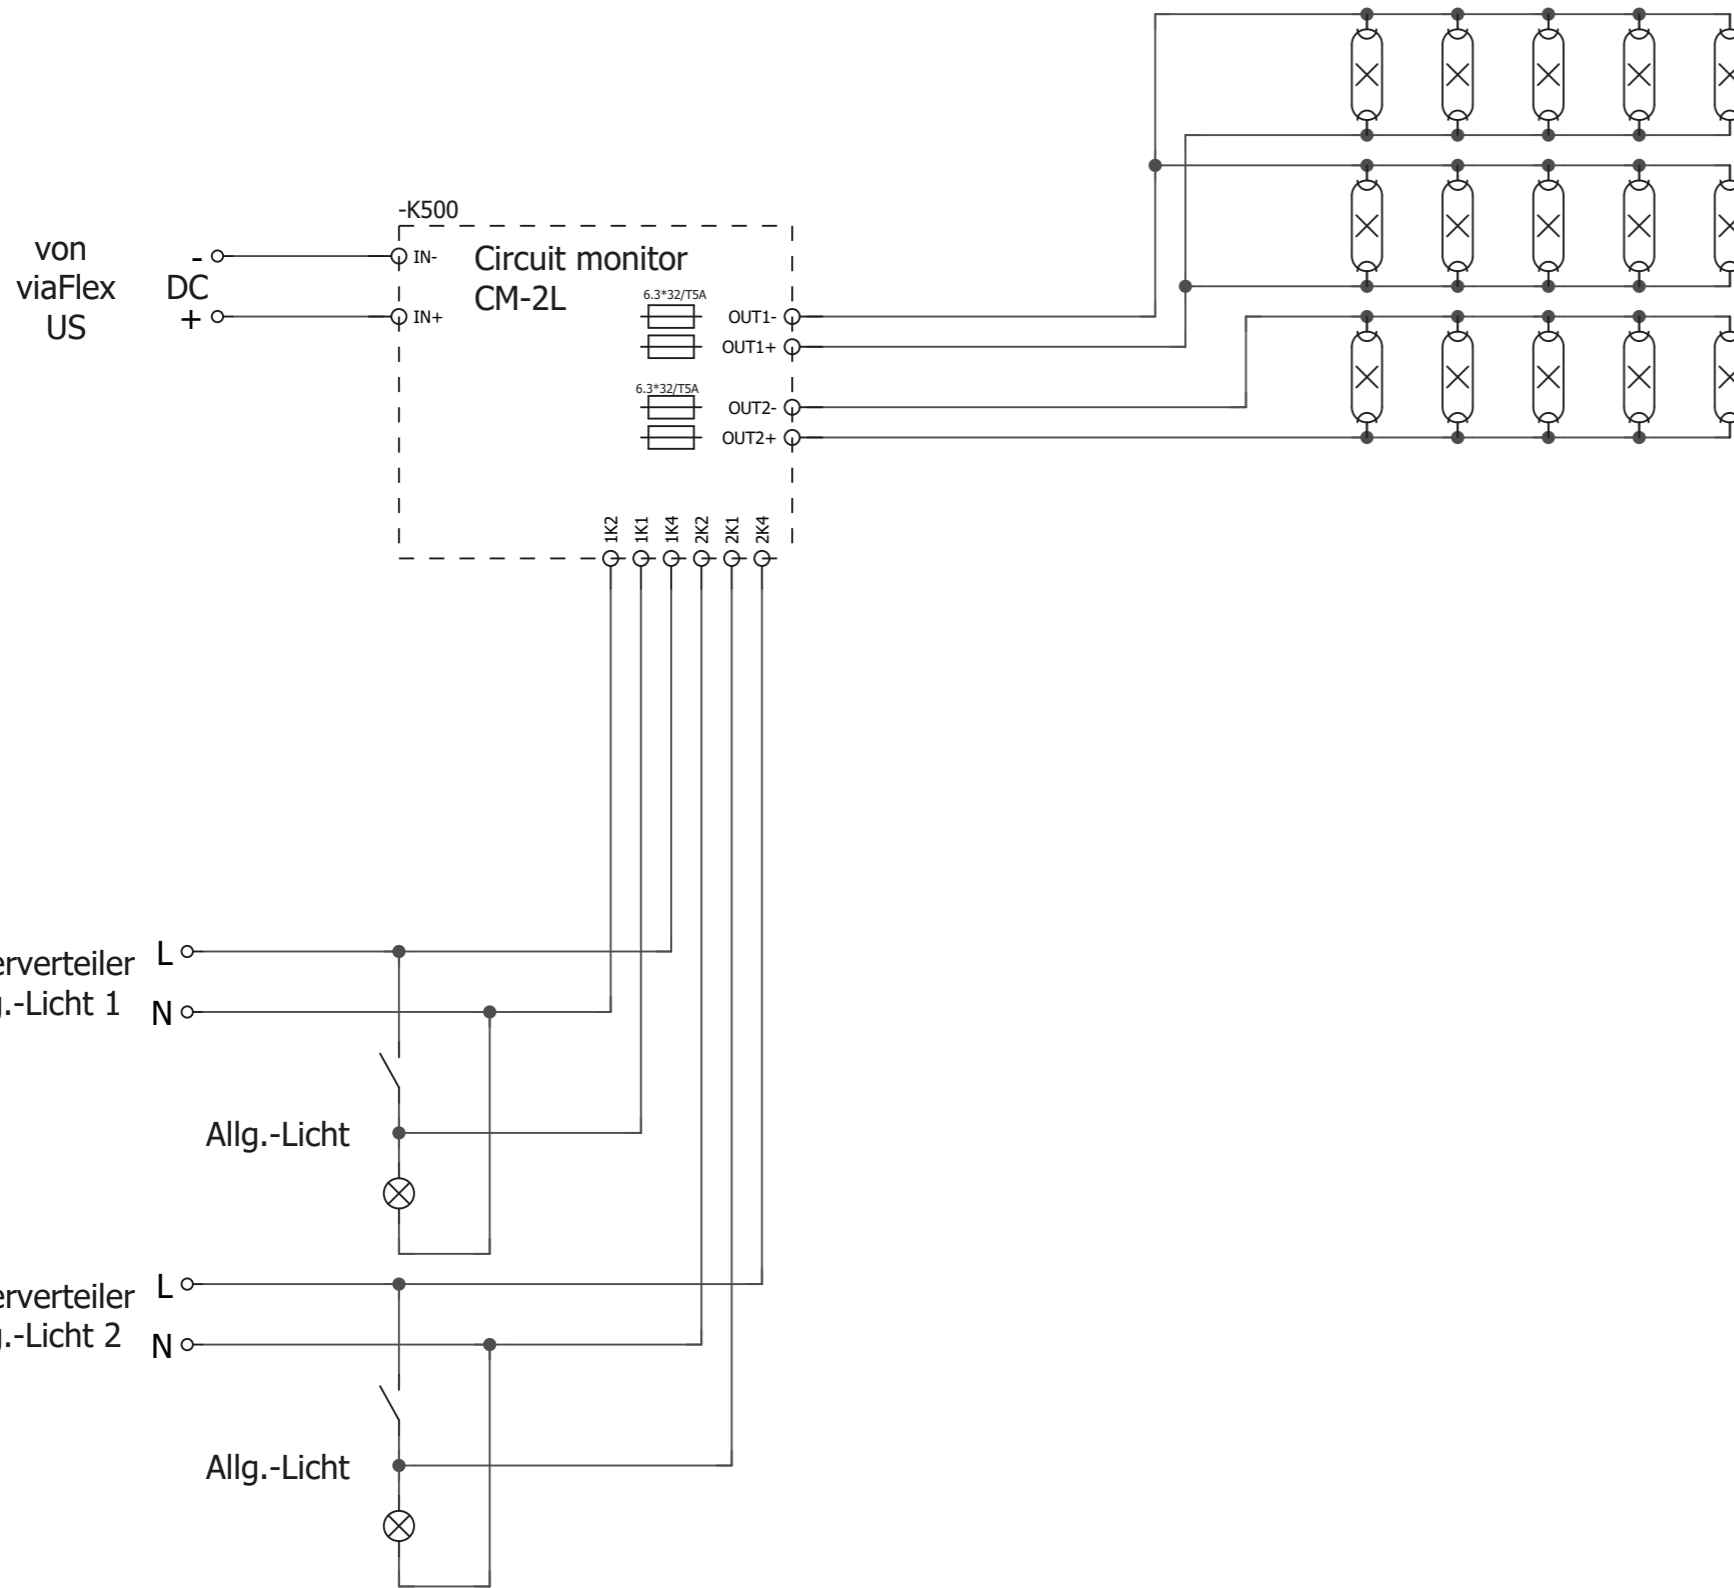 -K500
von
viaFlex
US
-
DC
+
IN-
IN+
Circuit monitor
CM-2L
6.3*32/T5A
OUT1-
OUT1+
6.3*32/T5A
OUT2-
OUT2+
1K2
1K1
1K4
2K2
2K1
2K4
erverteiler
g.-Licht 1
L
N
Allg.-Licht
erverteiler
g.-Licht 2
L
N
Allg.-Licht